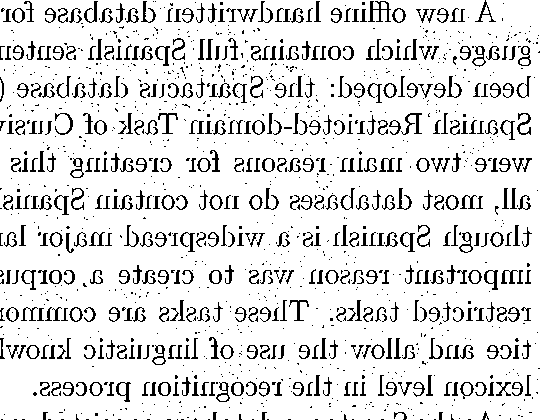 A new offline handwritten database for
guage, which contains full Spanish senten
been developed: the Spartacus database (
Spanish Restricted-domain Task of Cursiv
were two main reasons for creating this
all, most databases do not contain Spanis
though Spanish is a widespread major lan
important reason was to create a corpus
restricted tasks. These tasks are common
tice and allow the use of linguistic knowl
lexicon level in the recognition process.